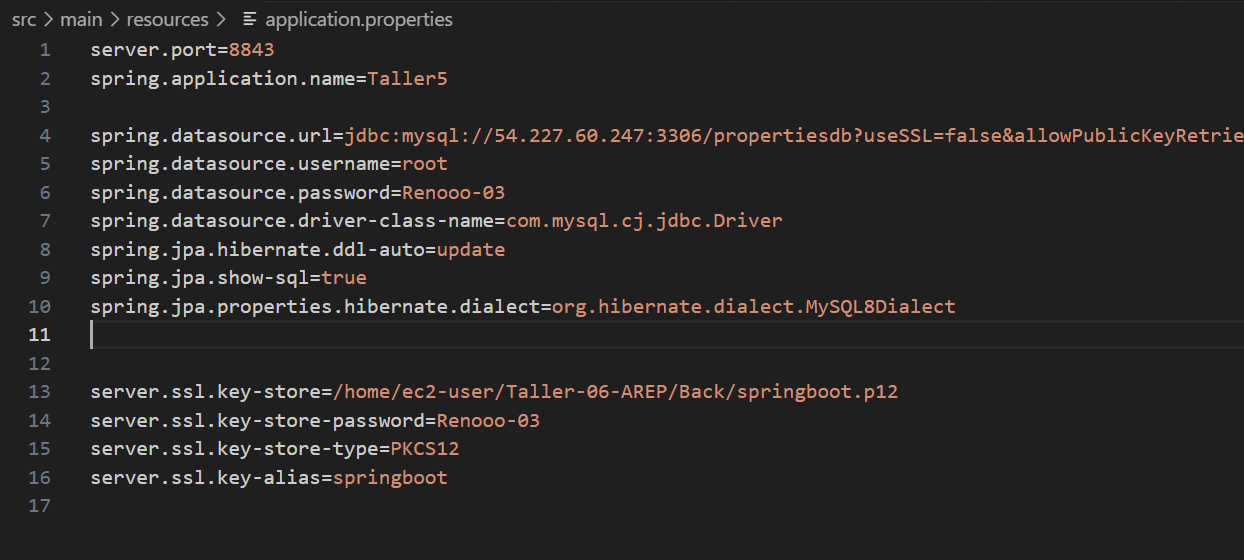 src > main > resources > application.properties
1 server.port=8843
2 spring.application.name=Taller5
3
4 spring.datasource.url=jdbc:mysql://54.227.60.247:3306/propertiesdb?useSSL=false&allowPublicKeyRetrie
5 spring.datasource.username=root
6 spring.datasource.password=Renooo-03
7 spring.datasource.driver-class-name=com.mysql.cj.jdbc.Driver
8 spring.jpa.hibernate.ddl-auto=update
9 spring.jpa.show-sql=true
10 spring.jpa.properties.hibernate.dialect=org.hibernate.dialect.MySQL8Dialect
11
12
13 server.ssl.key-store=/home/ec2-user/Taller-06-AREP/Back/springboot.p12
14 server.ssl.key-store-password=Renooo-03
15 server.ssl.key-store-type=PKCS12
16 server.ssl.key-alias=springboot
17